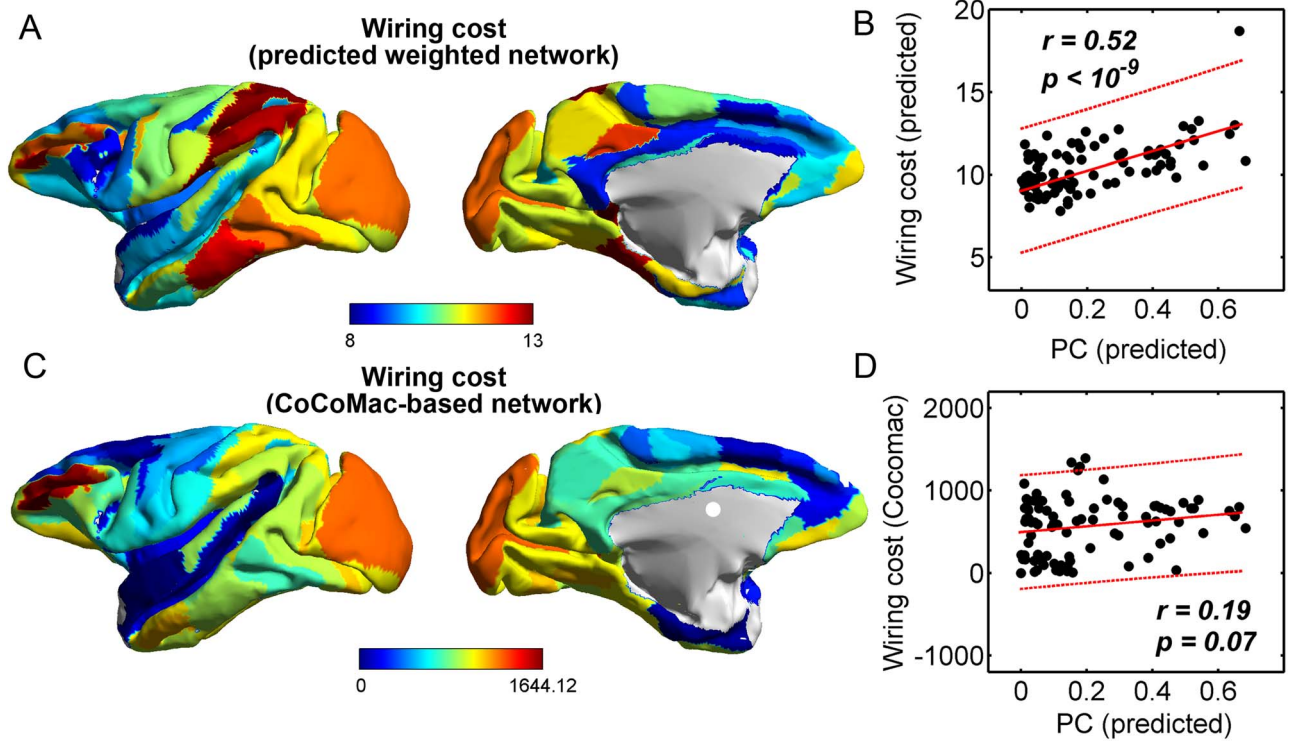 A
Wiring cost
(predicted weighted network)
8
13
B
r = 0.52
p < 10^-9
Wiring cost (predicted)
20
15
10
5
0 0.2 0.4 0.6
PC (predicted)
C
Wiring cost
(CoCoMac-based network)
0
1644.12
D
Wiring cost (Cocomac)
2000
1000
0
-1000
r = 0.19
p = 0.07
0 0.2 0.4 0.6
PC (predicted)